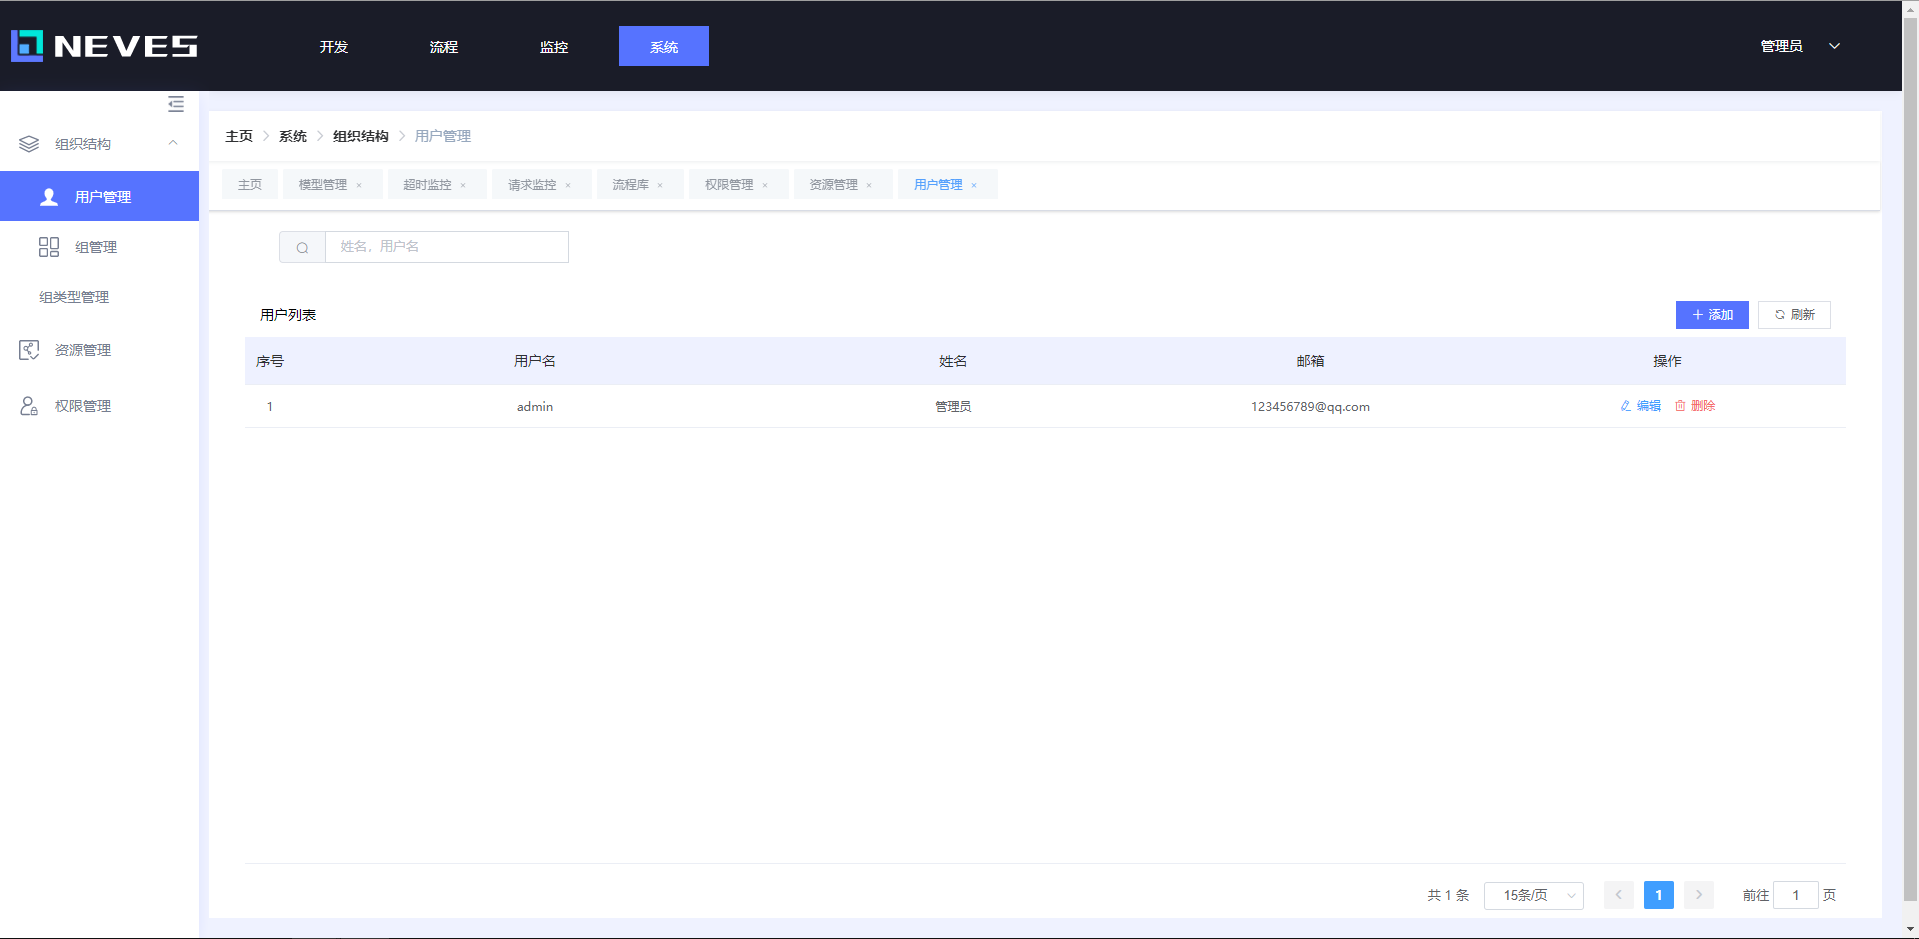 NEVES 开发 流程 监控 系统 管理员
组织结构
用户管理
组管理
组类型管理
资源管理
权限管理
主页 系统 组织结构 用户管理
主页 模型管理 × 超时监控 × 请求监控 × 流程库 × 权限管理 × 资源管理 × 用户管理 ×
姓名，用户名
用户列表 添加 刷新
序号 用户名 姓名 邮箱 操作
1 admin 管理员 123456789@qq.com 编辑 删除
共 1 条 15条/页 1 前往 1 页